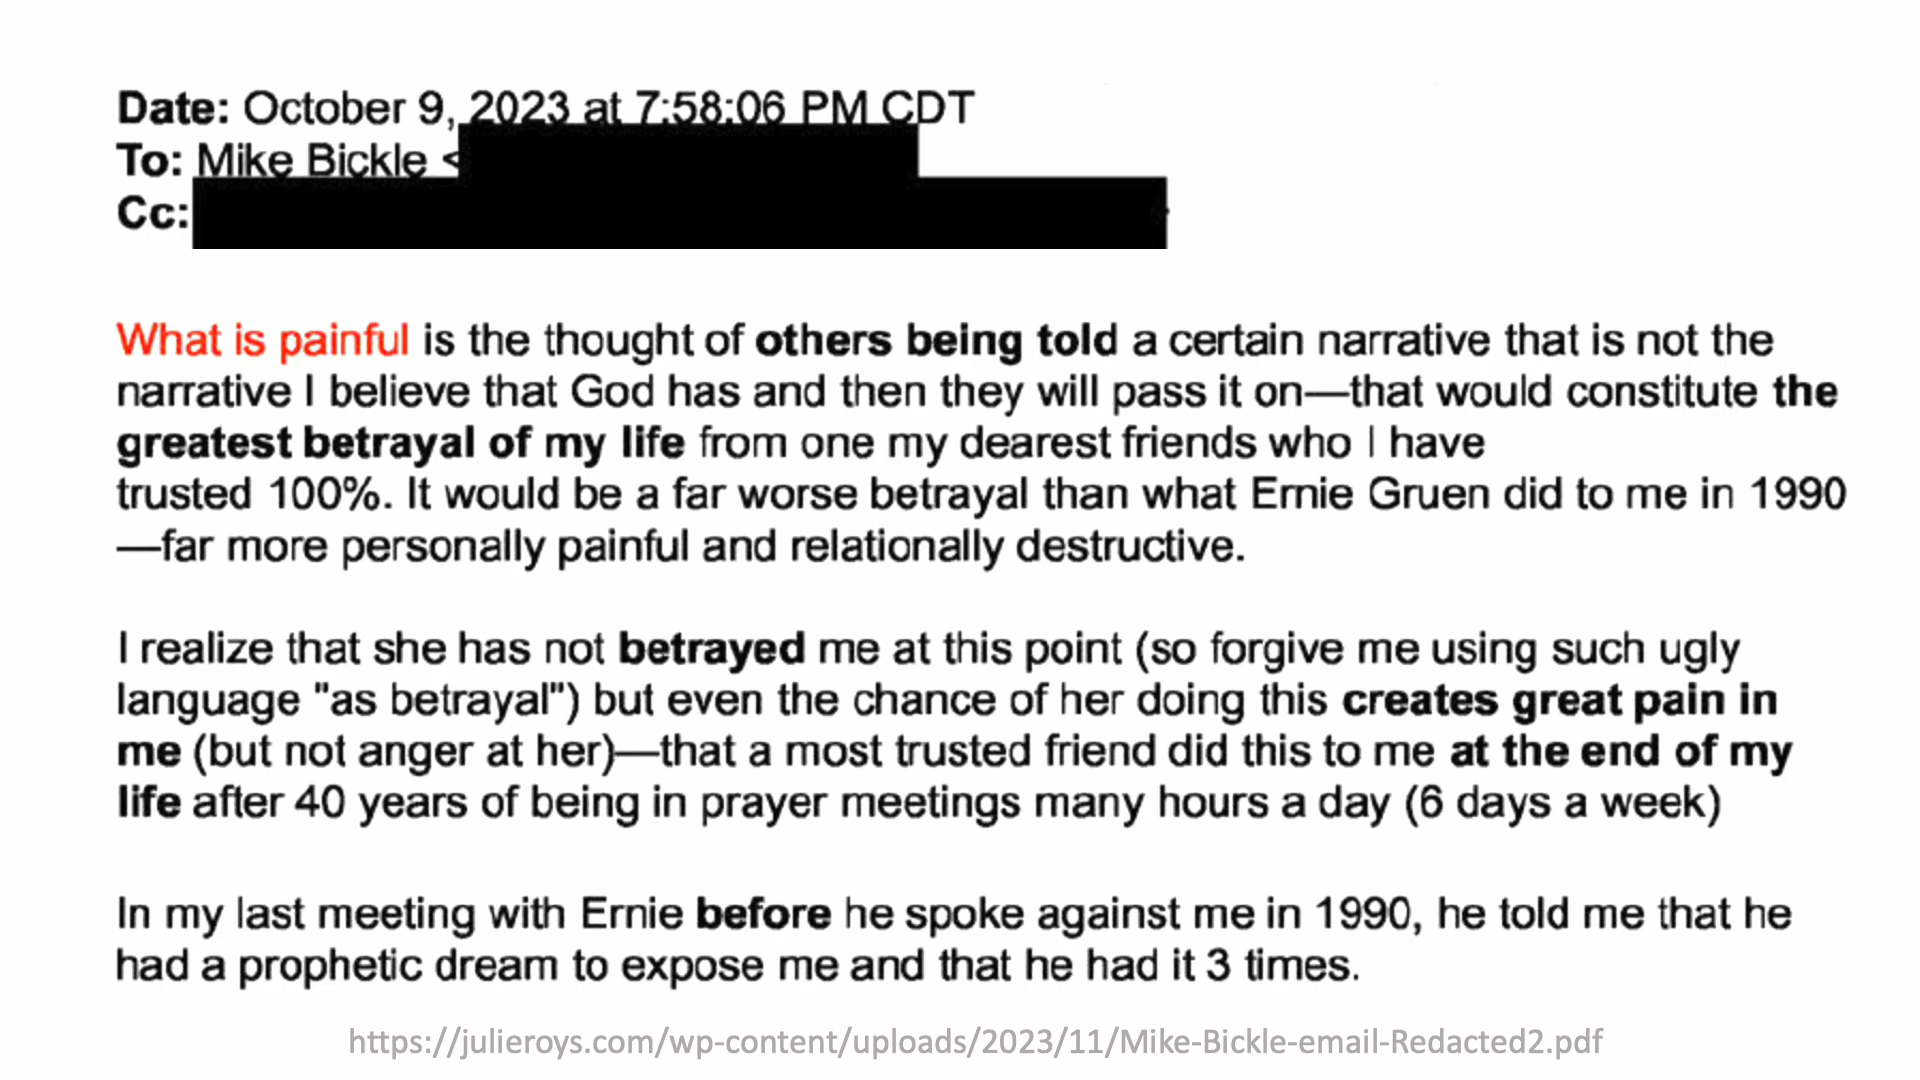 Date: October 9, 2023 at 7:58:06 PM CDT
To: Mike Bickle <
Cc:
What is painful is the thought of others being told a certain narrative that is not the
narrative I believe that God has and then they will pass it on—that would constitute the
greatest betrayal of my life from one my dearest friends who I have
trusted 100%. It would be a far worse betrayal than what Ernie Gruen did to me in 1990
—far more personally painful and relationally destructive.
I realize that she has not betrayed me at this point (so forgive me using such ugly
language "as betrayal") but even the chance of her doing this creates great pain in
me (but not anger at her)—that a most trusted friend did this to me at the end of my
life after 40 years of being in prayer meetings many hours a day (6 days a week)
In my last meeting with Ernie before he spoke against me in 1990, he told me that he
had a prophetic dream to expose me and that he had it 3 times.
https://julieroys.com/wp-content/uploads/2023/11/Mike-Bickle-email-Redacted2.pdf